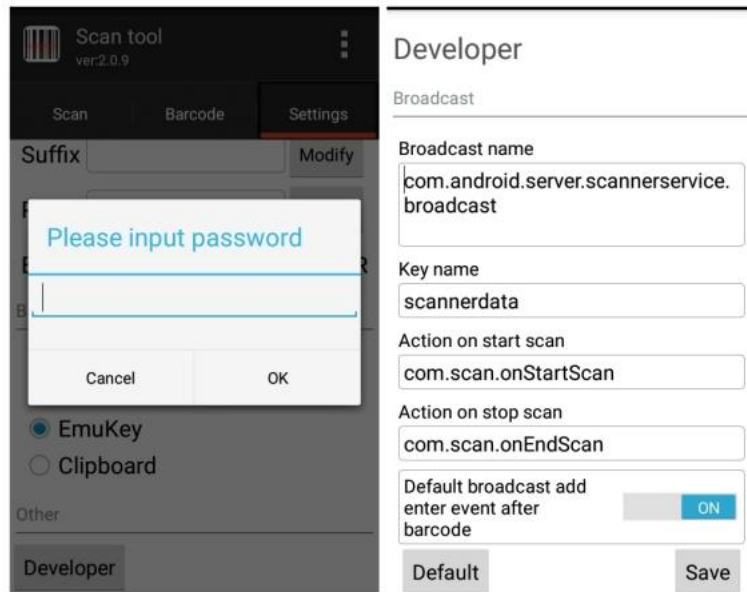 Scan tool
ver:2.0.9
Scan
Barcode
Settings
Suffix
Modify
Please input password
Cancel
OK
EmuKey
Clipboard
Other
Developer
Developer
Broadcast
Broadcast name
com.android.server.scannerservice.
broadcast
Key name
scannerdata
Action on start scan
com.scan.onStartScan
Action on stop scan
com.scan.onEndScan
Default broadcast add
enter event after
barcode
ON
Default
Save